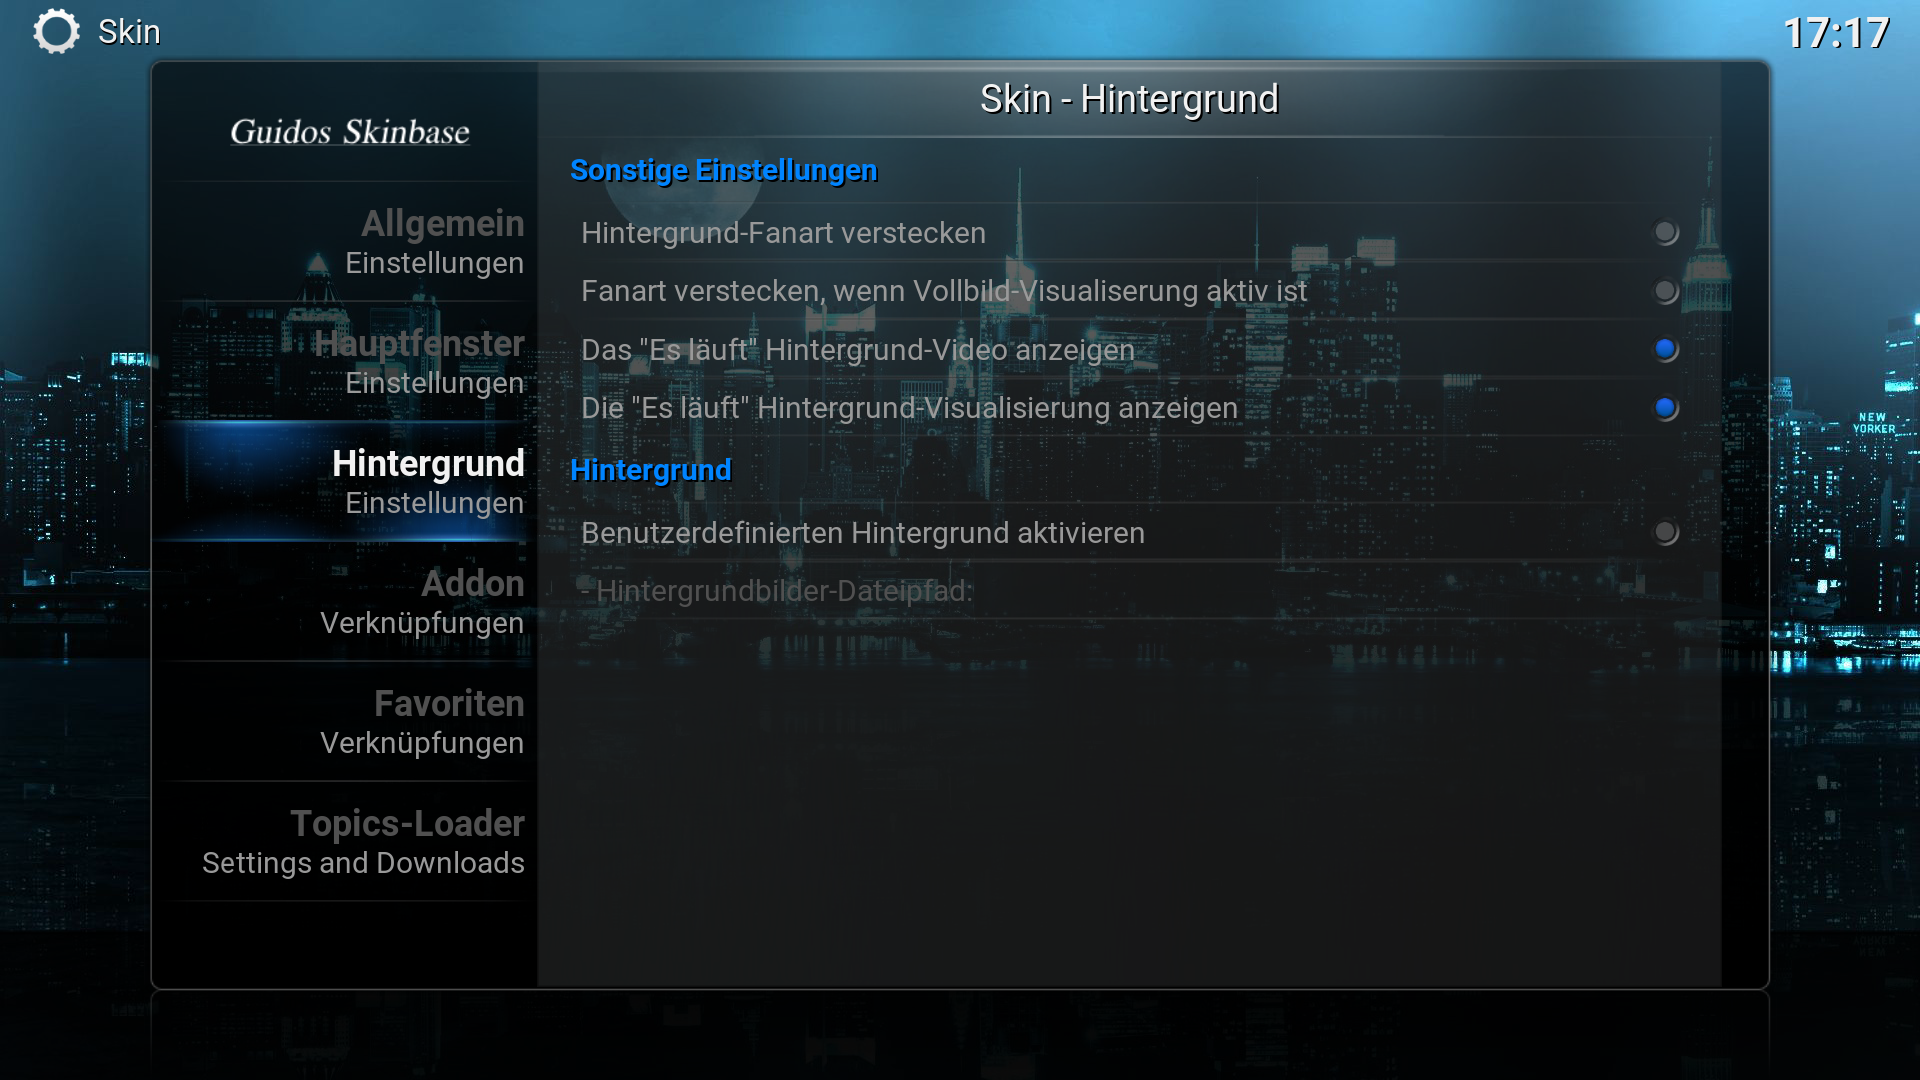 Skin
17:17
Guidos Skinbase
Allgemein
Einstellungen
Hauptfenster
Einstellungen
Hintergrund
Einstellungen
Addon
Verknüpfungen
Favoriten
Verknüpfungen
Topics-Loader
Settings and Downloads
Skin - Hintergrund
Sonstige Einstellungen
Hintergrund-Fanart verstecken
Fanart verstecken, wenn Vollbild-Visualiserung aktiv ist
Das "Es läuft" Hintergrund-Video anzeigen
Die "Es läuft" Hintergrund-Visualisierung anzeigen
Hintergrund
Benutzerdefinierten Hintergrund aktivieren
- Hintergrundbilder-Dateipfad:
NEW
YORKER